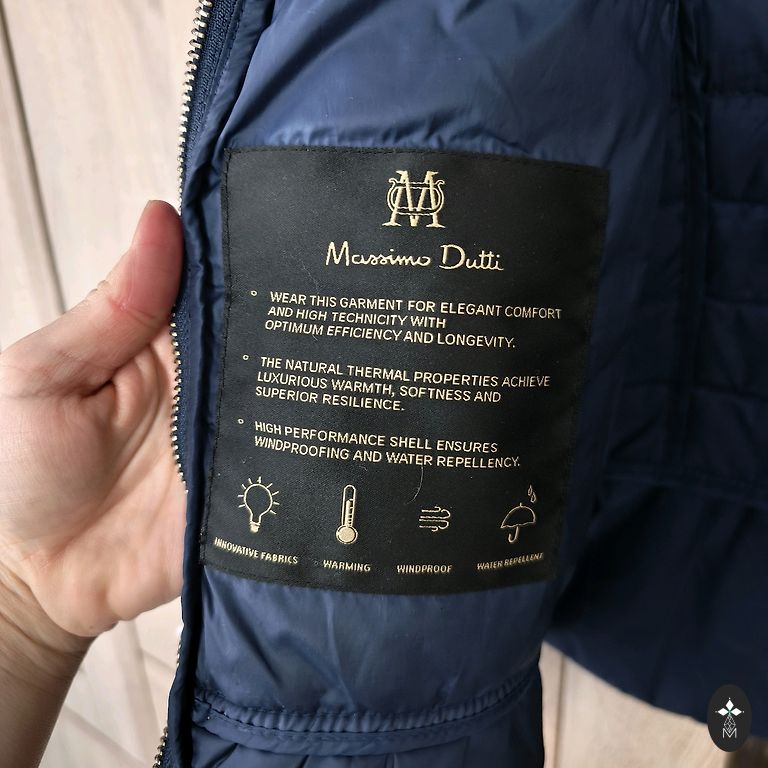 M
Massimo Dutti
° WEAR THIS GARMENT FOR ELEGANT COMFORT
AND HIGH TECHNICITY WITH
OPTIMUM EFFICIENCY AND LONGEVITY.
° THE NATURAL THERMAL PROPERTIES ACHIEVE
LUXURIOUS WARMTH, SOFTNESS AND
SUPERIOR RESILIENCE.
° HIGH PERFORMANCE SHELL ENSURES
WINDPROOFING AND WATER REPELLENCY.
INNOVATIVE FABRICS WARMING WINDPROOF WATER REPELLENT
M